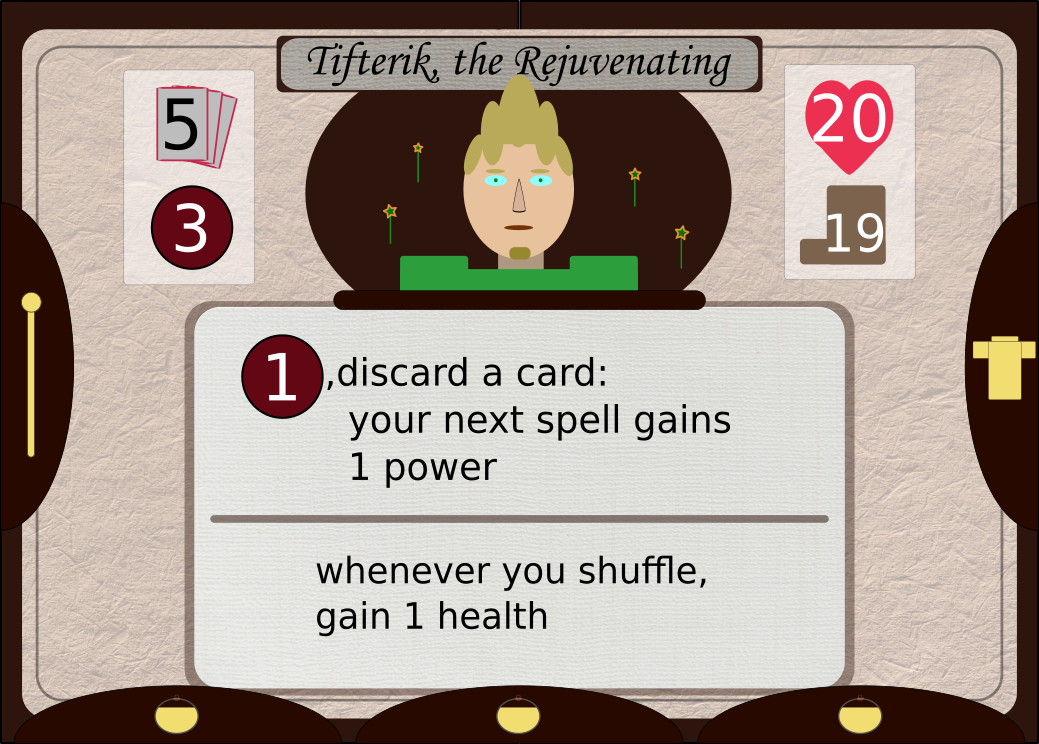 Tifterik, the Rejuvenating
5
20
3
19
1,discard a card:
your next spell gains
1 power
whenever you shuffle,
gain 1 health